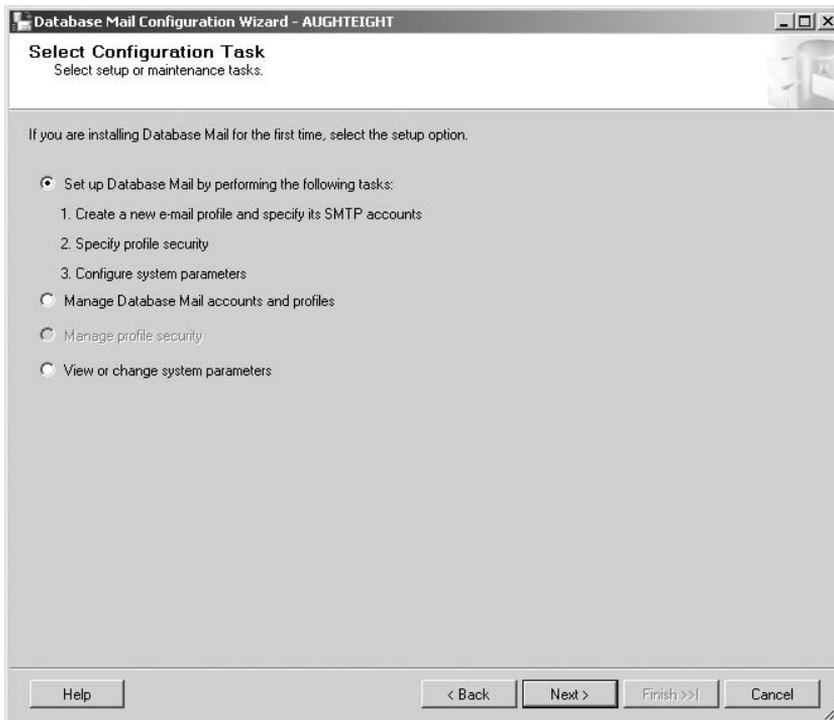 Database Mail Configuration Wizard - AUGHTEIGHT
Select Configuration Task
Select setup or maintenance tasks.
If you are installing Database Mail for the first time, select the setup option.
Set up Database Mail by performing the following tasks:
1. Create a new e-mail profile and specify its SMTP accounts
2. Specify profile security
3. Configure system parameters
Manage Database Mail accounts and profiles
Manage profile security
View or change system parameters
Help
< Back
Next >
Finish >>|
Cancel